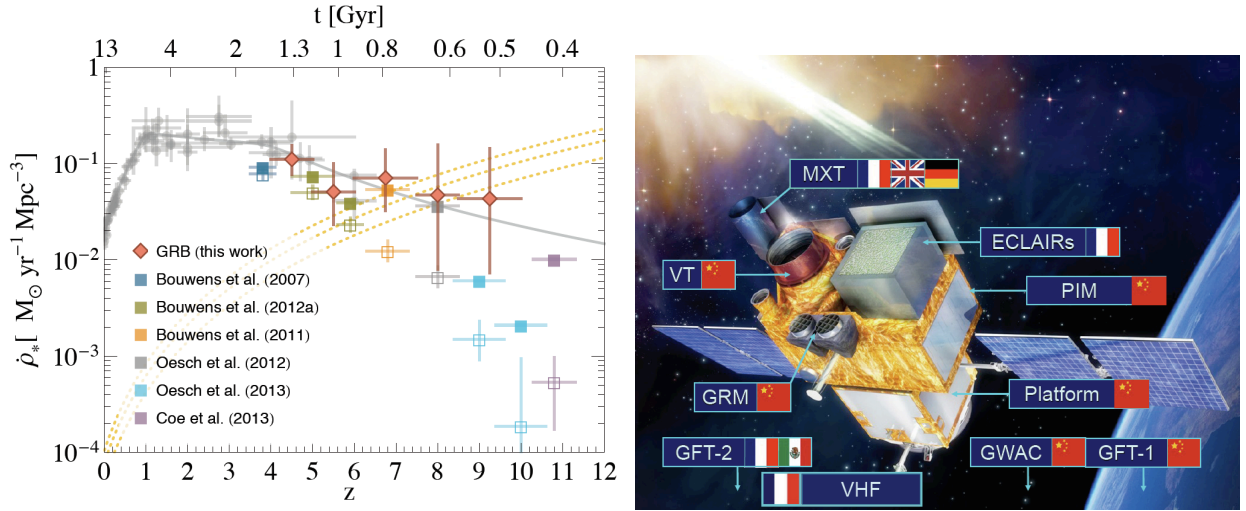 t [Gyr]
13 4 2 1.3 1 0.8 0.6 0.5 0.4
1
10⁻¹
10⁻²
10⁻³
10⁻⁴
ρ̇* [ M⊙ yr⁻¹ Mpc⁻³]
GRB (this work)
Bouwens et al. (2007)
Bouwens et al. (2012a)
Bouwens et al. (2011)
Oesch et al. (2012)
Oesch et al. (2013)
Coe et al. (2013)
0 1 2 3 4 5 6 7 8 9 10 11 12
z
MXT
ECLAIRs
VT
PIM
GRM
Platform
GFT-2
GWAC
GFT-1
VHF